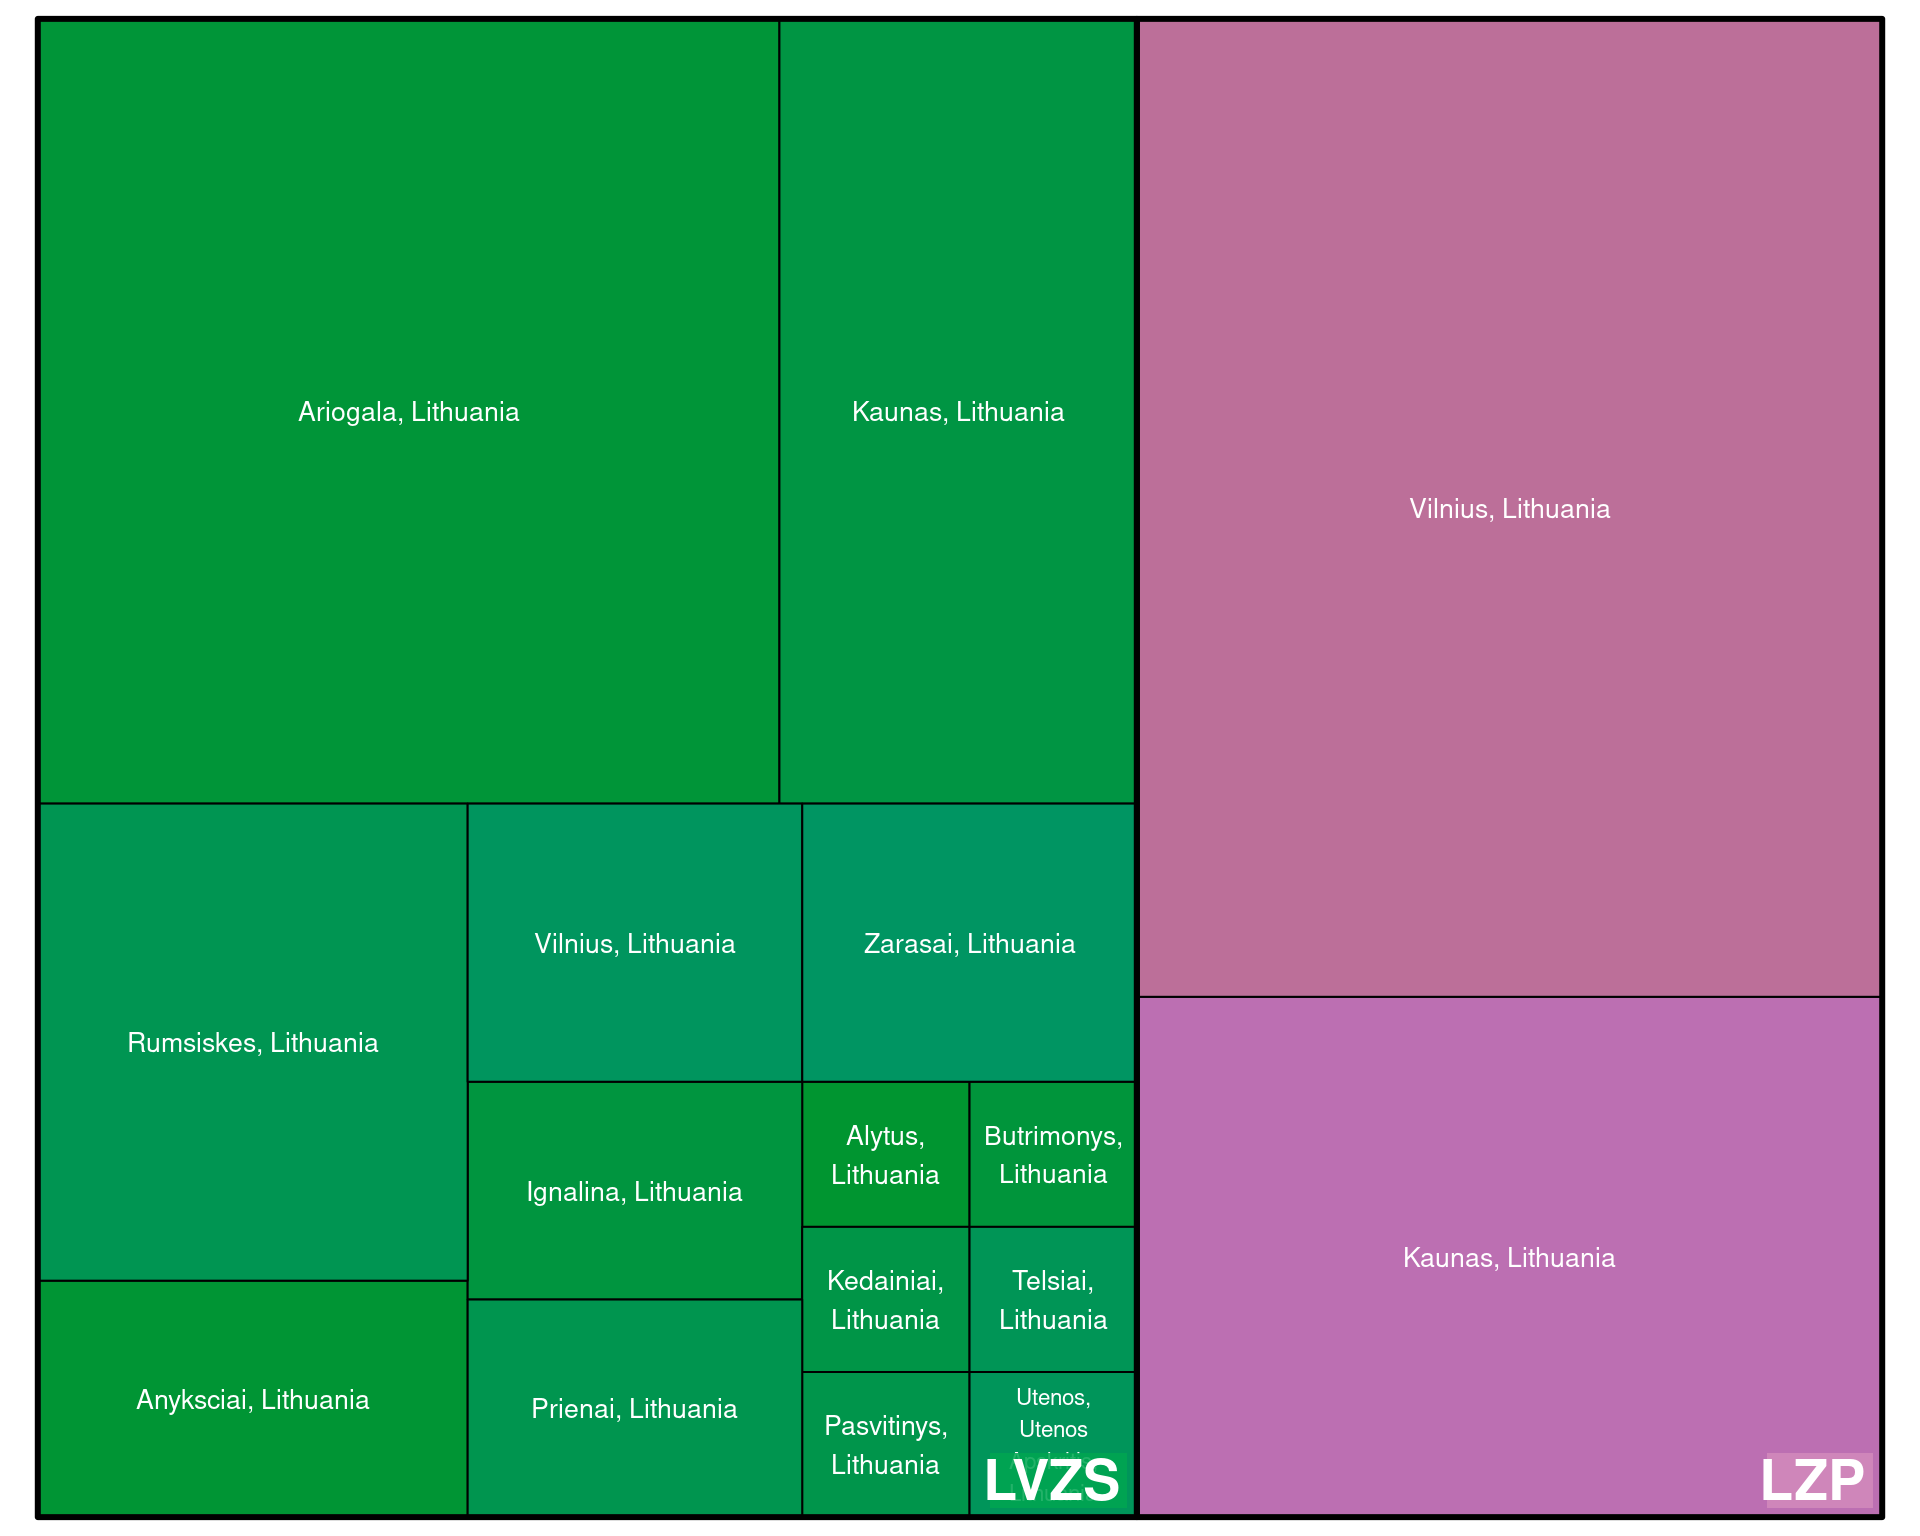 Ariogala, Lithuania
Kaunas, Lithuania
Vilnius, Lithuania
Rumsiskes, Lithuania
Vilnius, Lithuania
Zarasai, Lithuania
Ignalina, Lithuania
Alytus,
Lithuania
Butrimonys,
Lithuania
Kedainiai,
Lithuania
Telsiai,
Lithuania
Kaunas, Lithuania
Anyksciai, Lithuania
Prienai, Lithuania
Pasvitinys,
Lithuania
Utenos,
Utenos
LVZS
LZP